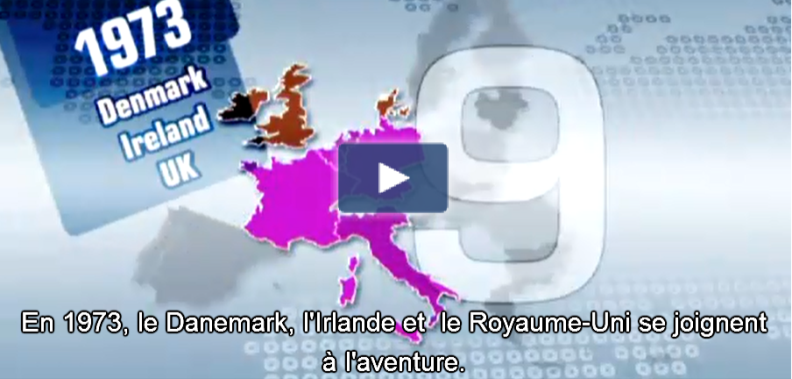 1973
Denmark
Ireland
UK
9
En 1973, le Danemark, l'Irlande et le Royaume-Uni se joignent
à l'aventure.